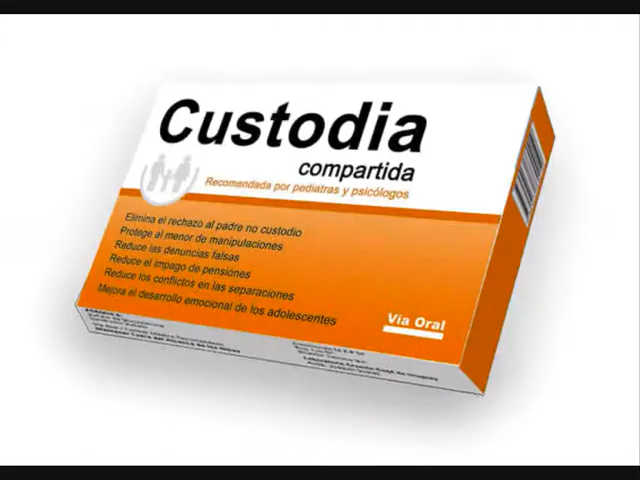 Custodia
compartida
Recomendada por pediatras y psicólogos
Elimina el rechazo al padre no custodio
Protege al menor de manipulaciones
Reduce las denuncias falsas
Reduce el impago de pensiones
Reduce los conflictos en las separaciones
Mejora el desarrollo emocional de los adolescentes
Via Oral